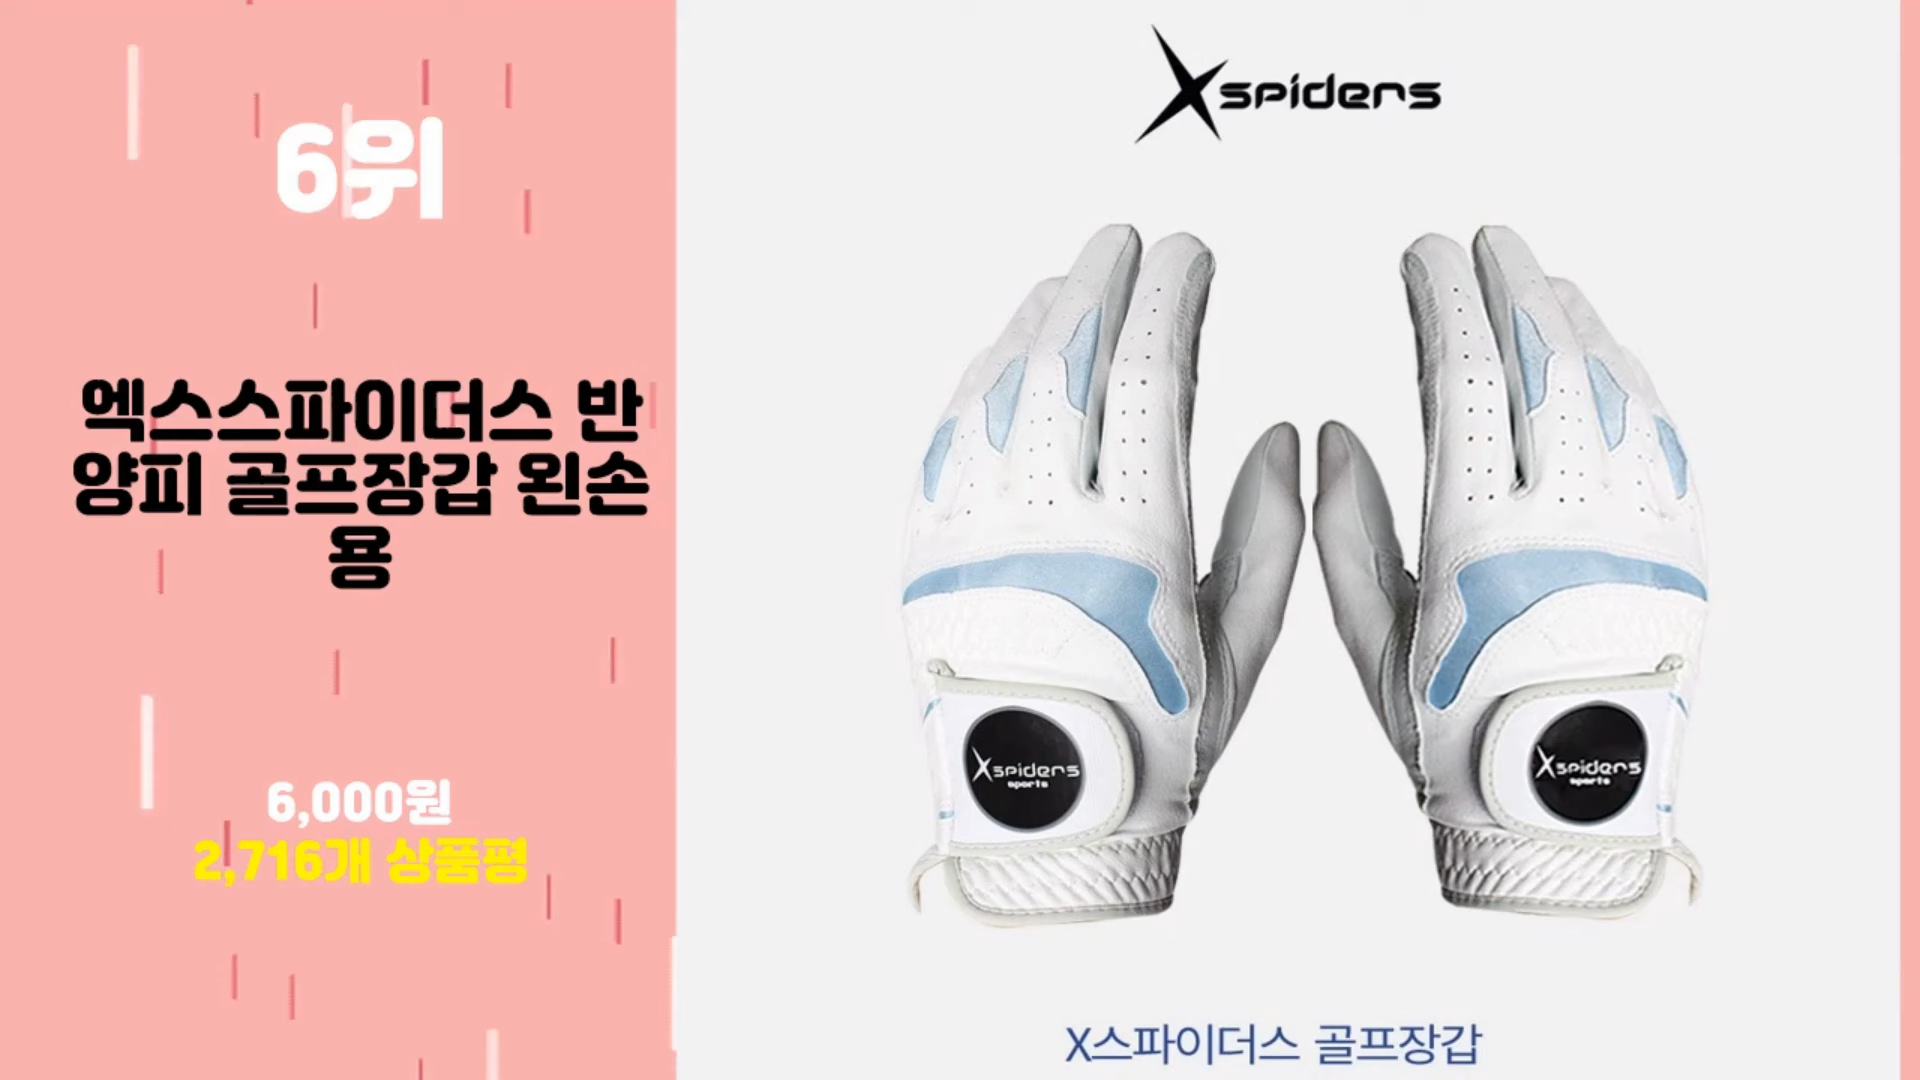 6위
엑스스파이더스 반
양피 골프장갑 왼손
용
6,000원
2,716개 상품평
Xspiders
Xspiders
sports
Xspiders
sports
X스파이더스 골프장갑